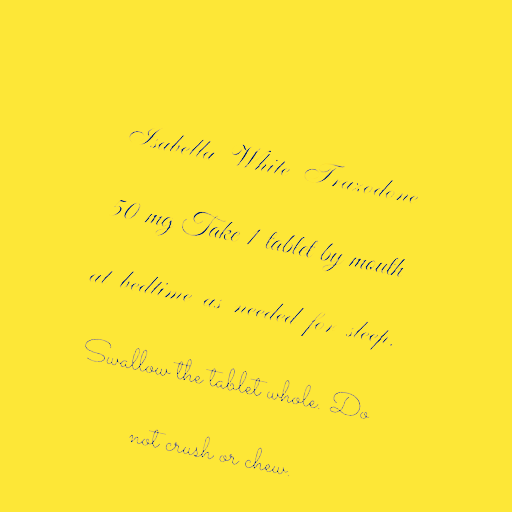 Isabella White Trazodone
50 mg Take 1 tablet by mouth
at bedtime as needed for sleep.
Swallow the tablet whole. Do
not crush or chew.